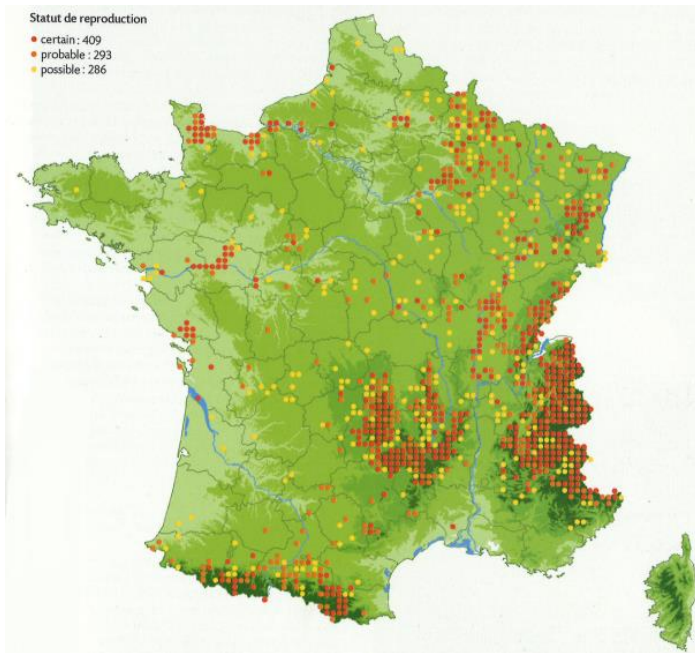 Statut de reproduction
certain : 409
probable : 293
possible : 286